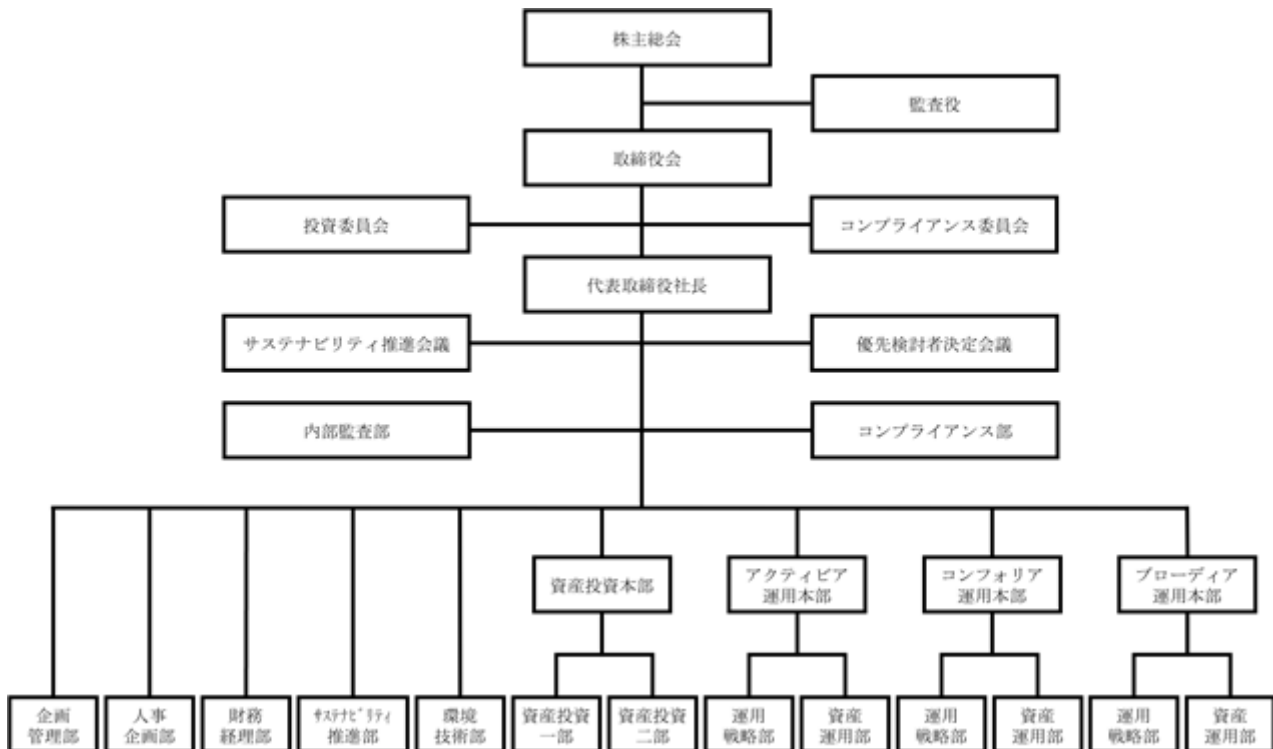 株主総会
監査役
取締役会
投資委員会
コンプライアンス委員会
代表取締役社長
サステナビリティ推進会議
優先検討者決定会議
内部監査部
コンプライアンス部
資産投資本部
アクティビア
運用本部
コンフォリア
運用本部
ブローディア
運用本部
企画
管理部
人事
企画部
財務
経理部
ｻｽﾃﾅﾋﾞﾘﾃｨ
推進部
環境
技術部
資産投資
一部
資産投資
二部
運用
戦略部
資産
運用部
運用
戦略部
資産
運用部
運用
戦略部
資産
運用部